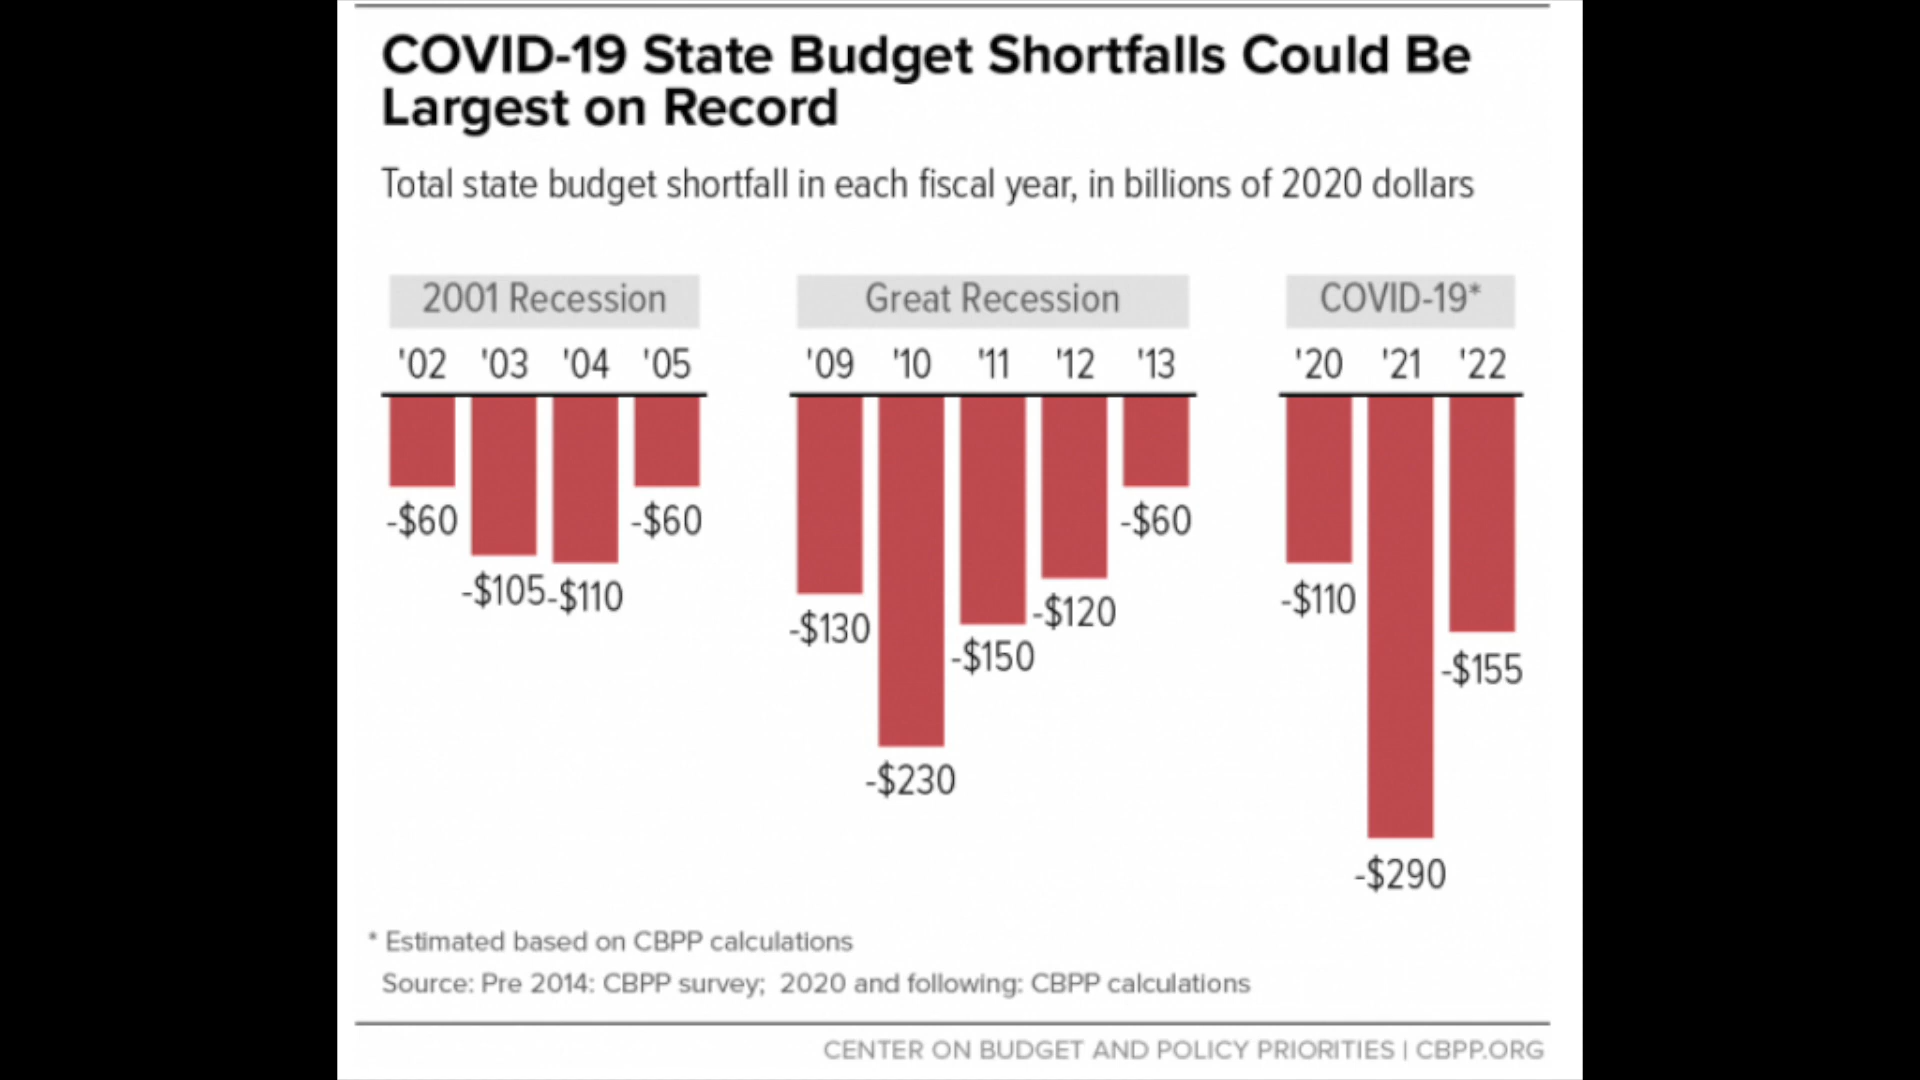 COVID-19 State Budget Shortfalls Could Be
Largest on Record
Total state budget shortfall in each fiscal year, in billions of 2020 dollars
2001 Recession Great Recession COVID-19*
'02 '03 '04 '05 '09 '10 '11 '12 '13 '20 '21 '22
-$60 -$105 -$110 -$60 -$130 -$230 -$150 -$120 -$60 -$110 -$290 -$155
* Estimated based on CBPP calculations
Source: Pre 2014: CBPP survey; 2020 and following: CBPP calculations
CENTER ON BUDGET AND POLICY PRIORITIES | CBPP.ORG